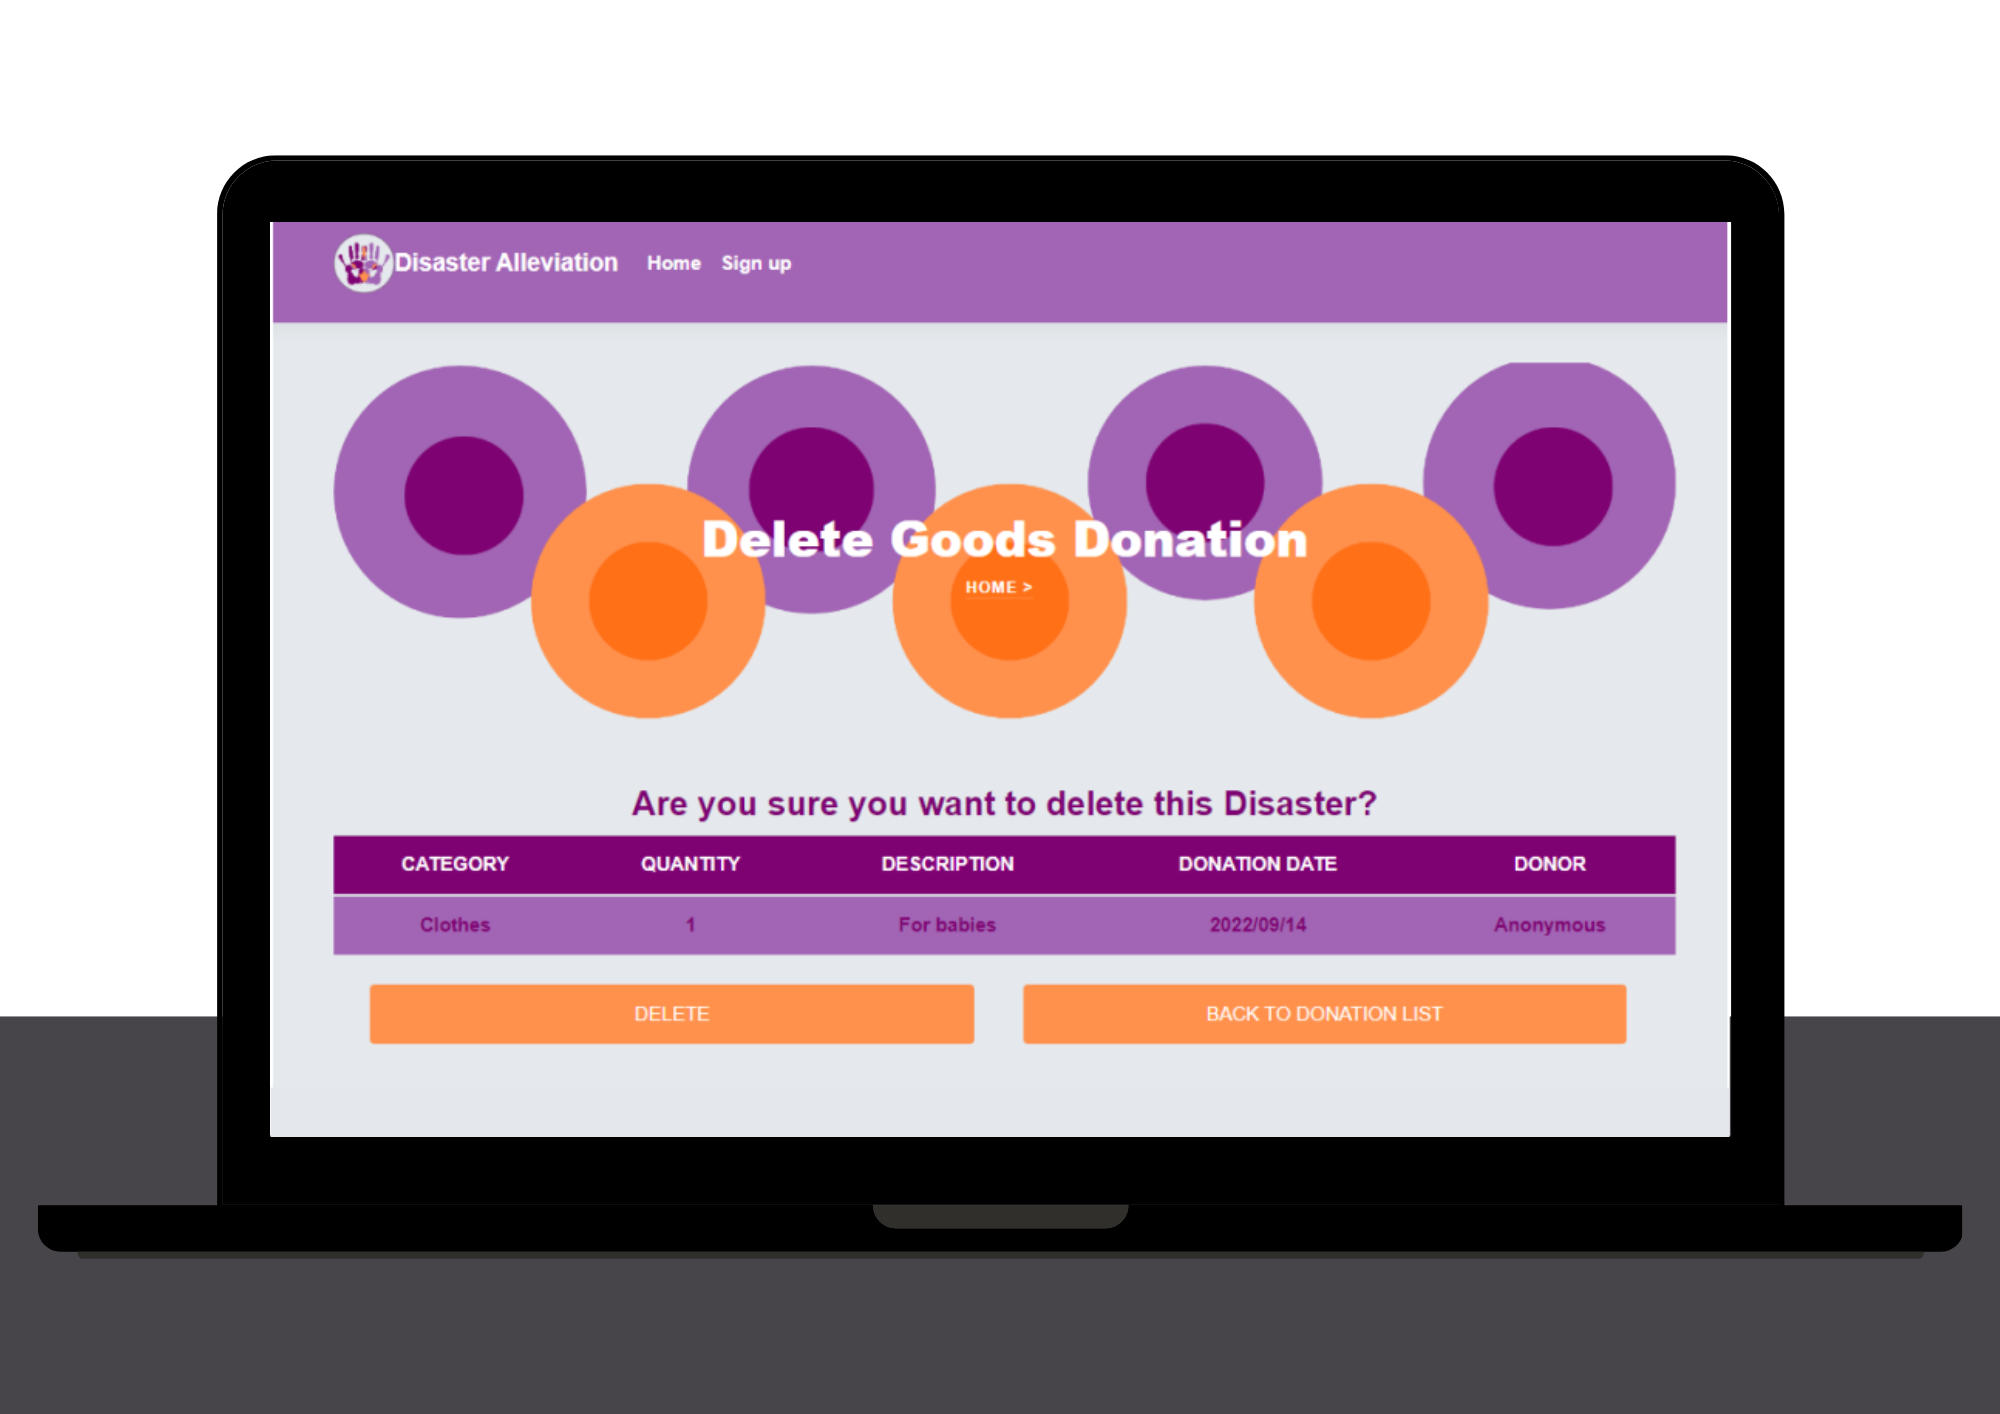 Disaster Alleviation Home Sign up
Delete Goods Donation
HOME >
Are you sure you want to delete this Disaster?
CATEGORY QUANTITY DESCRIPTION DONATION DATE DONOR
Clothes 1 For babies 2022/09/14 Anonymous
DELETE BACK TO DONATION LIST